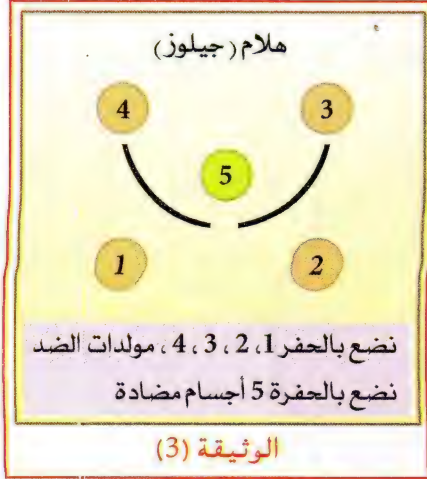 هلام (جيلوز)
4 3
5
1 2
نضع بالحفر 1، 2، 3، 4، مولدات الضد
نضع بالحفرة 5 أجسام مضادة
الوثيقة (3)